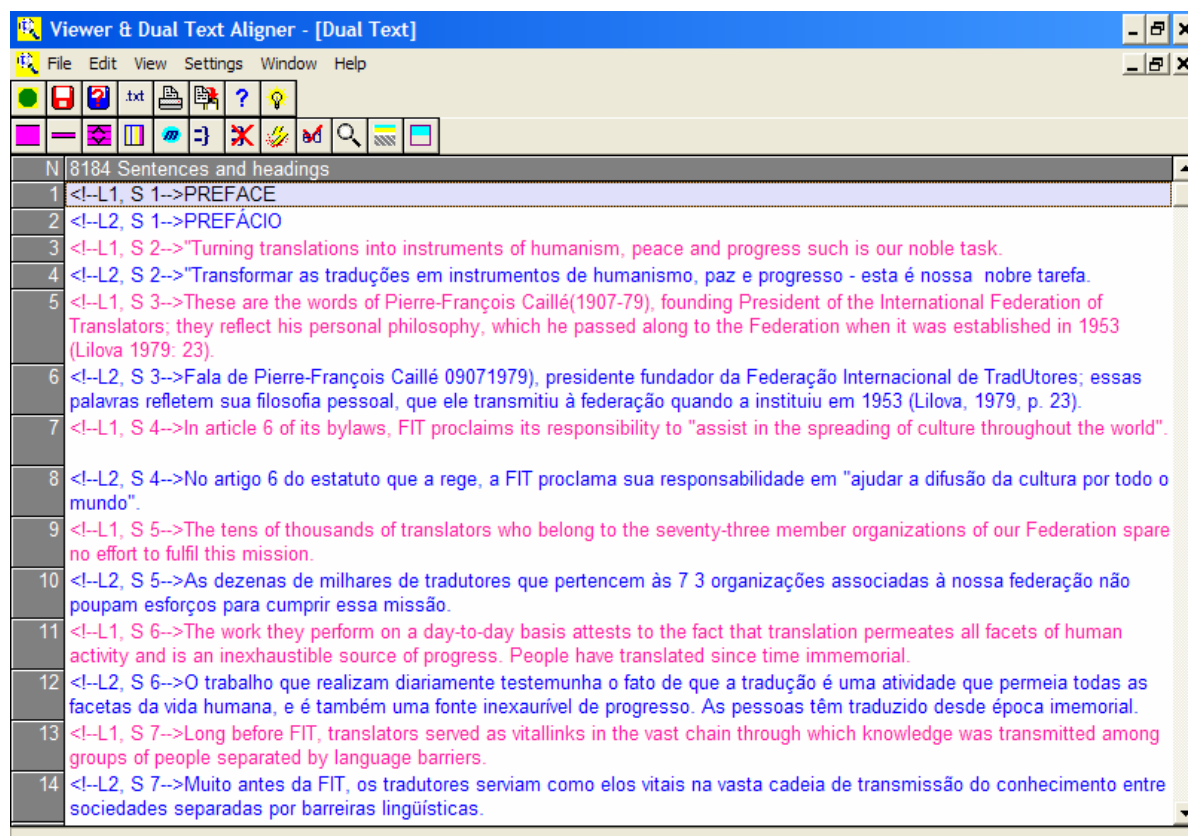 Viewer & Dual Text Aligner - [Dual Text]
File Edit View Settings Window Help
.txt
N 8184 Sentences and headings
1 <!--L1, S 1-->PREFACE
2 <!--L2, S 1-->PREFÁCIO
3 <!--L1, S 2-->"Turning translations into instruments of humanism, peace and progress such is our noble task.
4 <!--L2, S 2-->"Transformar as traduções em instrumentos de humanismo, paz e progresso - esta é nossa  nobre tarefa.
5 <!--L1, S 3-->These are the words of Pierre-François Caillé(1907-79), founding President of the International Federation of
Translators; they reflect his personal philosophy, which he passed along to the Federation when it was established in 1953
(Lilova 1979: 23).
6 <!--L2, S 3-->Fala de Pierre-François Caillé 09071979), presidente fundador da Federação Internacional de TradUtores; essas
palavras refletem sua filosofia pessoal, que ele transmitiu à federação quando a instituiu em 1953 (Lilova, 1979, p. 23).
7 <!--L1, S 4-->In article 6 of its bylaws, FIT proclaims its responsibility to "assist in the spreading of culture throughout the world".
8 <!--L2, S 4-->No artigo 6 do estatuto que a rege, a FIT proclama sua responsabilidade em "ajudar a difusão da cultura por todo o
mundo".
9 <!--L1, S 5-->The tens of thousands of translators who belong to the seventy-three member organizations of our Federation spare
no effort to fulfil this mission.
10 <!--L2, S 5-->As dezenas de milhares de tradutores que pertencem às 7 3 organizações associadas à nossa federação não
poupam esforços para cumprir essa missão.
11 <!--L1, S 6-->The work they perform on a day-to-day basis attests to the fact that translation permeates all facets of human
activity and is an inexhaustible source of progress. People have translated since time immemorial.
12 <!--L2, S 6-->O trabalho que realizam diariamente testemunha o fato de que a tradução é uma atividade que permeia todas as
facetas da vida humana, e é também uma fonte inexaurível de progresso. As pessoas têm traduzido desde época imemorial.
13 <!--L1, S 7-->Long before FIT, translators served as vitallinks in the vast chain through which knowledge was transmitted among
groups of people separated by language barriers.
14 <!--L2, S 7-->Muito antes da FIT, os tradutores serviam como elos vitais na vasta cadeia de transmissão do conhecimento entre
sociedades separadas por barreiras lingüísticas.